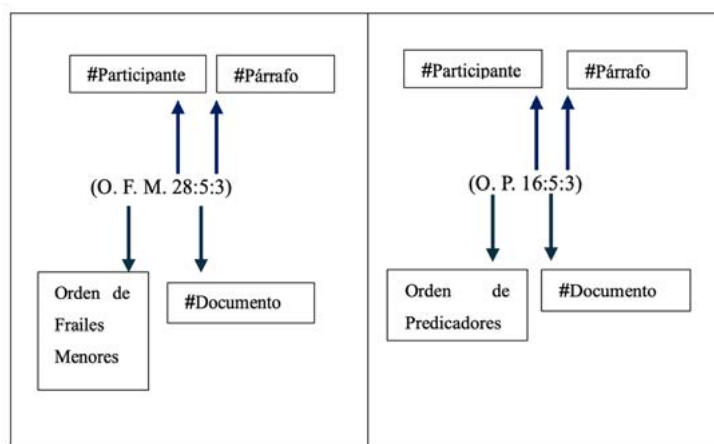 #Participante
#Párrafo
(O. F. M. 28:5:3)
Orden de
Frailes
Menores
#Documento
#Participante
#Párrafo
(O. P. 16:5:3)
Orden de
Predicadores
#Documento